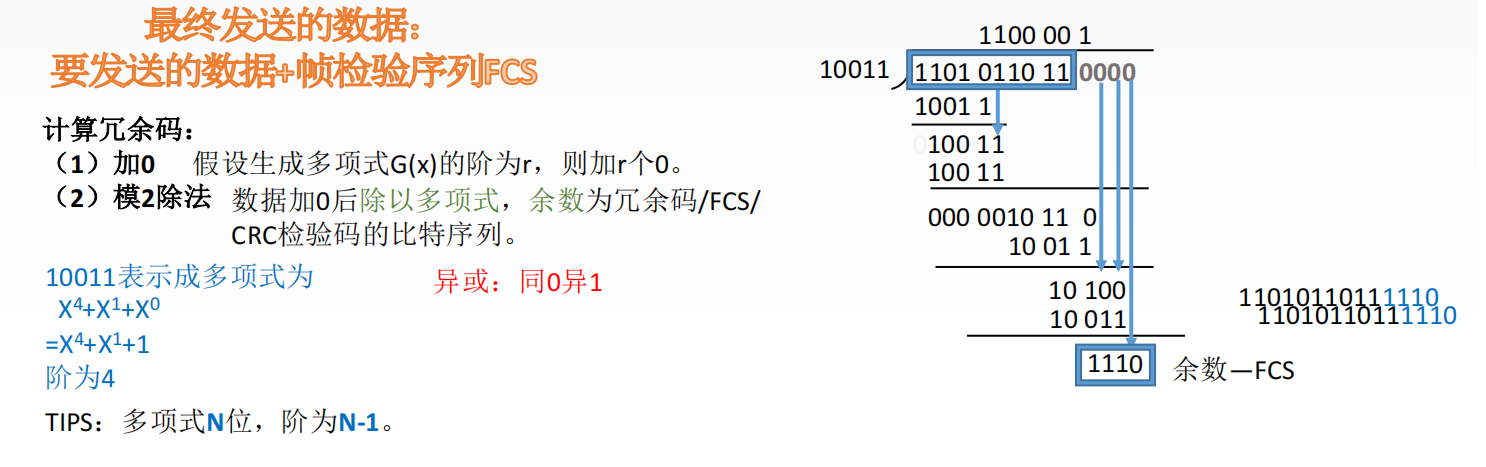 最终发送的数据：
要发送的数据+帧检验序列FCS
计算冗余码：
（1）加0 假设生成多项式G(x)的阶为r，则加r个0。
（2）模2除法 数据加0后除以多项式，余数为冗余码/FCS/
CRC检验码的比特序列。
10011表示成多项式为
X⁴+X¹+X⁰
=X⁴+X¹+1
阶为4
异或：同0异1
TIPS：多项式N位，阶为N-1。
1100 00 1
10011 1101 0110 11 0000
1001 1
0100 11
100 11
000 0010 11 0
10 01 1
10 100
10 011
1110 余数—FCS
11010110111110
11010110111110